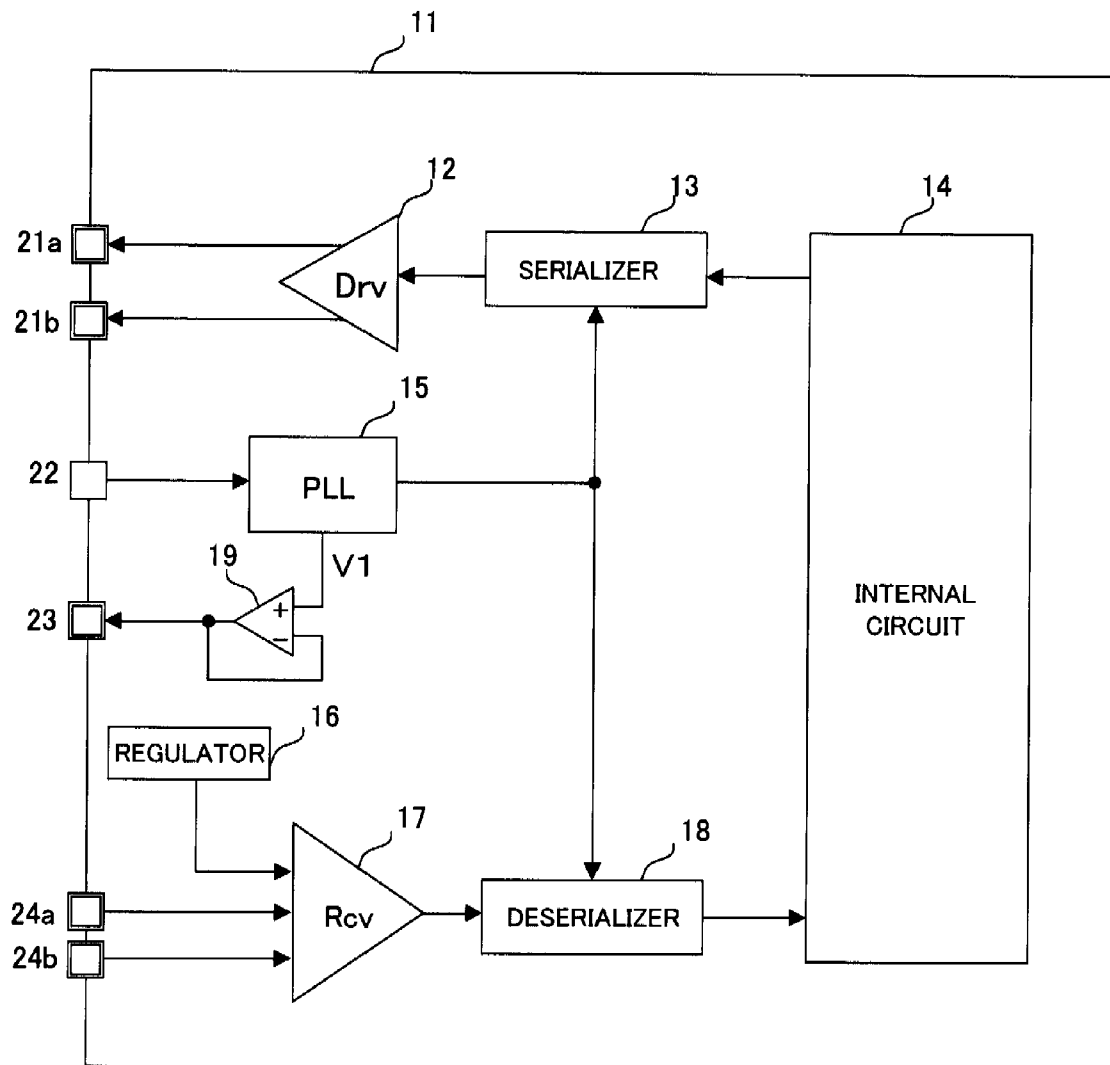 11
12
13
14
21a
SERIALIZER
Drv
21b
15
22
PLL
19
V1
+
−
23
INTERNAL
CIRCUIT
16
REGULATOR
17
18
24a
Rcv
DESERIALIZER
24b